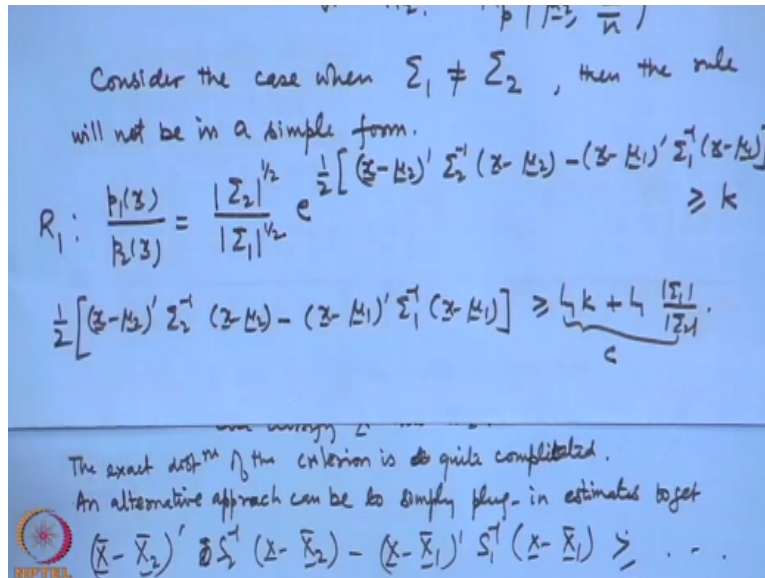 Consider the case when Σ₁ ≠ Σ₂, then the rule
will not be in a simple form.
R₁: p₁(x)/p₂(x) = |Σ₂|^{1/2}/|Σ₁|^{1/2} e^{1/2[(x-μ₂)' Σ₂⁻¹ (x-μ₂) - (x-μ₁)' Σ₁⁻¹ (x-μ₁)]} ≥ k
1/2[(x-μ₂)' Σ₂⁻¹ (x-μ₂) - (x-μ₁)' Σ₁⁻¹ (x-μ₁)] ≥ ln k + ln |Σ₁|/|Σ₂|.
c
The exact distⁿ of the criterion is quite complicated.
An alternative approach can be to simply plug-in estimates to get
(x - X̄₂)' S₂⁻¹ (x - X̄₂) - (x - X̄₁)' S₁⁻¹ (x - X̄₁) ≥ ...
NPTEL